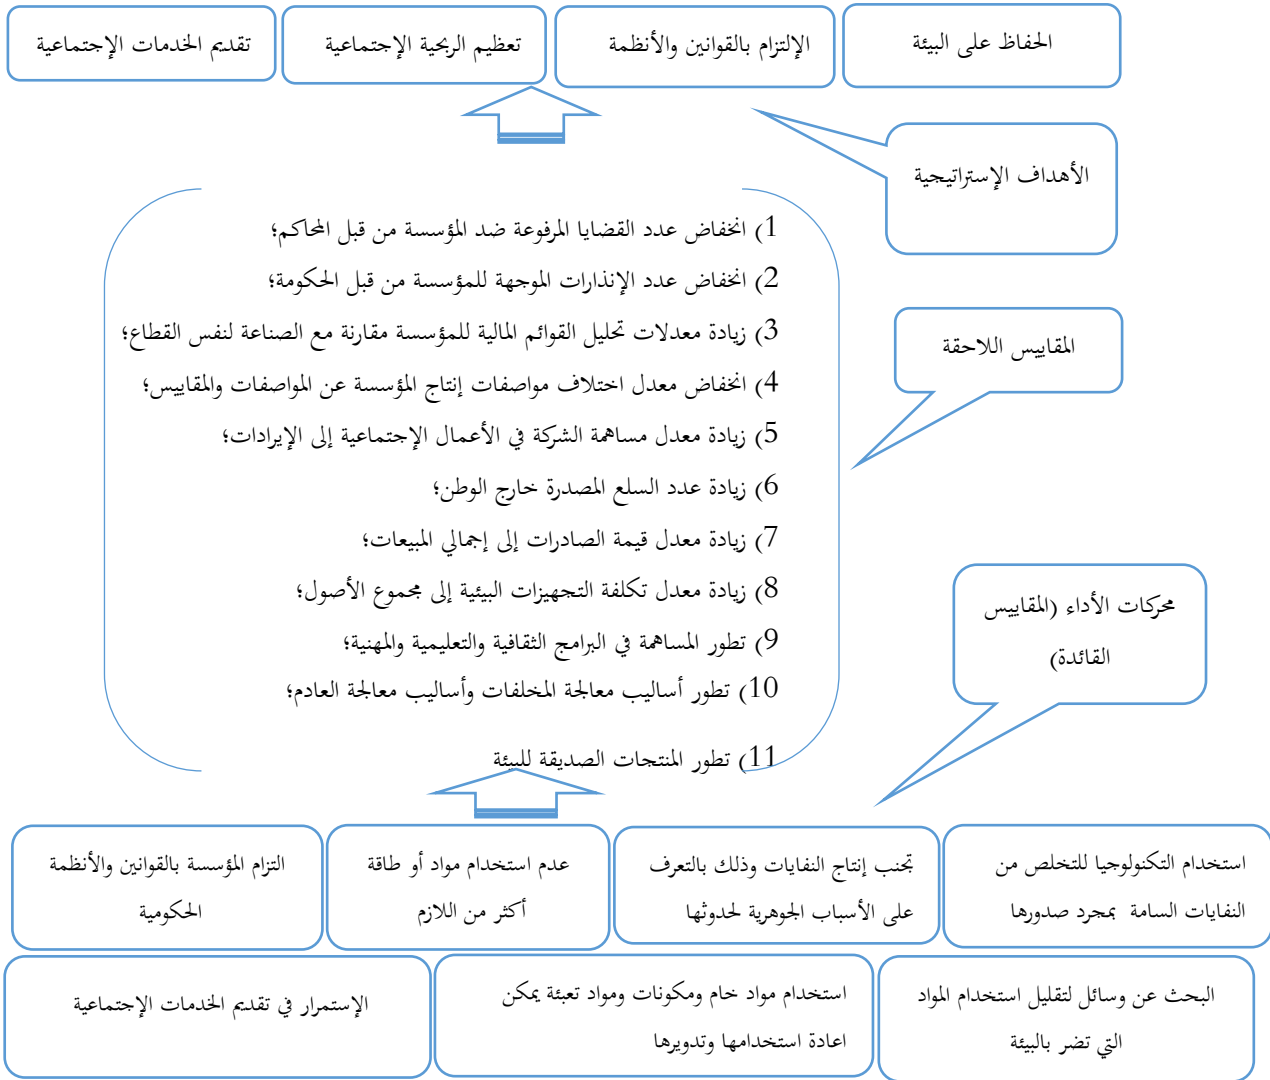 الحفاظ على البيئة
الإلتزام بالقوانين والأنظمة
تعظيم الربحية الإجتماعية
تقديم الخدمات الإجتماعية
الأهداف الإستراتيجية
1) انخفاض عدد القضايا المرفوعة ضد المؤسسة من قبل المحاكم؛
2) انخفاض عدد الإنذارات الموجهة للمؤسسة من قبل الحكومة؛
3) زيادة معدلات تحليل القوائم المالية للمؤسسة مقارنة مع الصناعة لنفس القطاع؛
4) انخفاض معدل اختلاف مواصفات إنتاج المؤسسة عن المواصفات والمقاييس؛
5) زيادة معدل مساهمة الشركة في الأعمال الإجتماعية إلى الإيرادات؛
6) زيادة عدد السلع المصدرة خارج الوطن؛
7) زيادة معدل قيمة الصادرات إلى إجمالي المبيعات؛
8) زيادة معدل تكلفة التجهيزات البيئية إلى مجموع الأصول؛
9) تطور المساهمة في البرامج الثقافية والتعليمية والمهنية؛
10) تطور أساليب معالجة المخلفات وأساليب معالجة العادم؛
11) تطور المنتجات الصديقة للبيئة
المقاييس اللاحقة
محركات الأداء (المقاييس
القائدة)
استخدام التكنولوجيا للتخلص من
النفايات السامة بمجرد صدورها
تجنب إنتاج النفايات وذلك بالتعرف
على الأسباب الجوهرية لحدوثها
عدم استخدام مواد أو طاقة
أكثر من اللازم
التزام المؤسسة بالقوانين والأنظمة
الحكومية
البحث عن وسائل لتقليل استخدام المواد
التي تضر بالبيئة
استخدام مواد خام ومكونات ومواد تعبئة يمكن
اعادة استخدامها وتدويرها
الإستمرار في تقديم الخدمات الإجتماعية